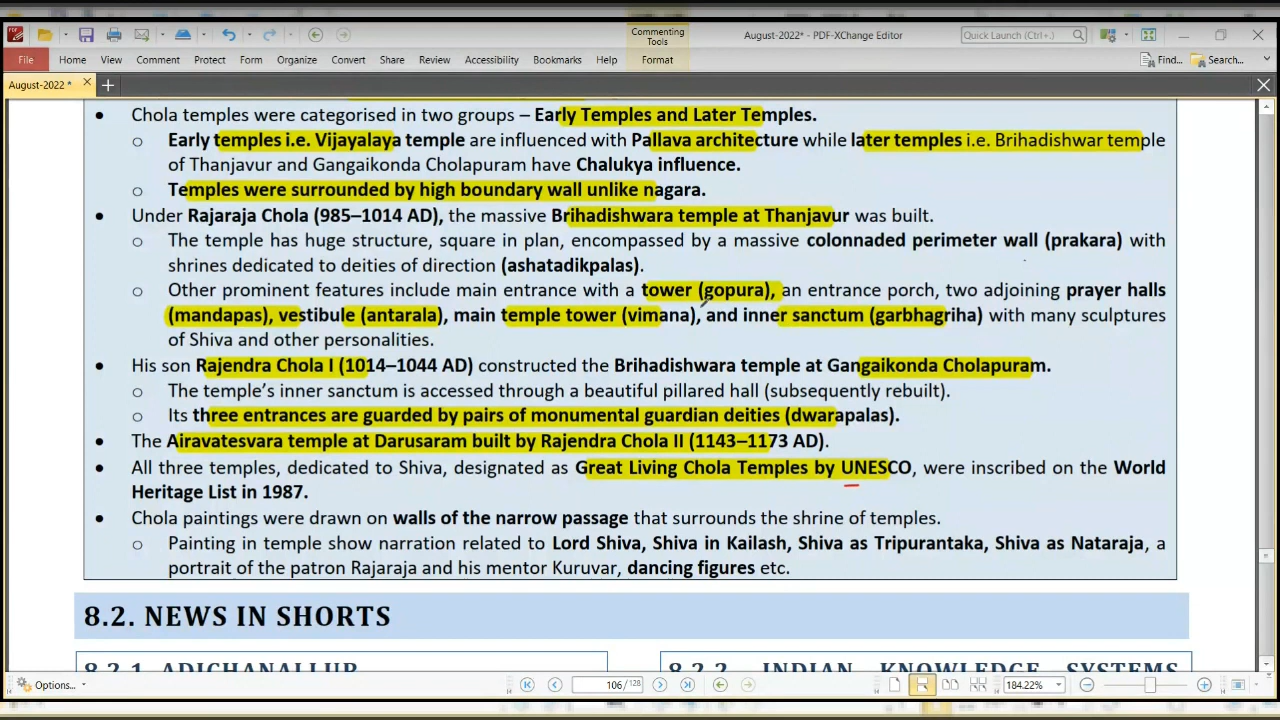 Commenting Tools
August-2022* - PDF-XChange Editor
Quick Launch (Ctrl+.)
File Home View Comment Protect Form Organize Convert Share Review Accessibility Bookmarks Help Format
Find... Search...
August-2022 *
• Chola temples were categorised in two groups – Early Temples and Later Temples.
o Early temples i.e. Vijayalaya temple are influenced with Pallava architecture while later temples i.e. Brihadishwar temple
of Thanjavur and Gangaikonda Cholapuram have Chalukya influence.
o Temples were surrounded by high boundary wall unlike nagara.
• Under Rajaraja Chola (985–1014 AD), the massive Brihadishwara temple at Thanjavur was built.
o The temple has huge structure, square in plan, encompassed by a massive colonnaded perimeter wall (prakara) with
shrines dedicated to deities of direction (ashatadikpalas).
o Other prominent features include main entrance with a tower (gopura), an entrance porch, two adjoining prayer halls
(mandapas), vestibule (antarala), main temple tower (vimana), and inner sanctum (garbhagriha) with many sculptures
of Shiva and other personalities.
• His son Rajendra Chola I (1014–1044 AD) constructed the Brihadishwara temple at Gangaikonda Cholapuram.
o The temple's inner sanctum is accessed through a beautiful pillared hall (subsequently rebuilt).
o Its three entrances are guarded by pairs of monumental guardian deities (dwarapalas).
• The Airavatesvara temple at Darusaram built by Rajendra Chola II (1143–1173 AD).
• All three temples, dedicated to Shiva, designated as Great Living Chola Temples by UNESCO, were inscribed on the World
Heritage List in 1987.
• Chola paintings were drawn on walls of the narrow passage that surrounds the shrine of temples.
o Painting in temple show narration related to Lord Shiva, Shiva in Kailash, Shiva as Tripurantaka, Shiva as Nataraja, a
portrait of the patron Rajaraja and his mentor Kuruvar, dancing figures etc.
8.2. NEWS IN SHORTS
8.2.1. ADICHANALLUR
8.2.2. INDIAN KNOWLEDGE SYSTEMS
Options... 106 / 128 184.22%